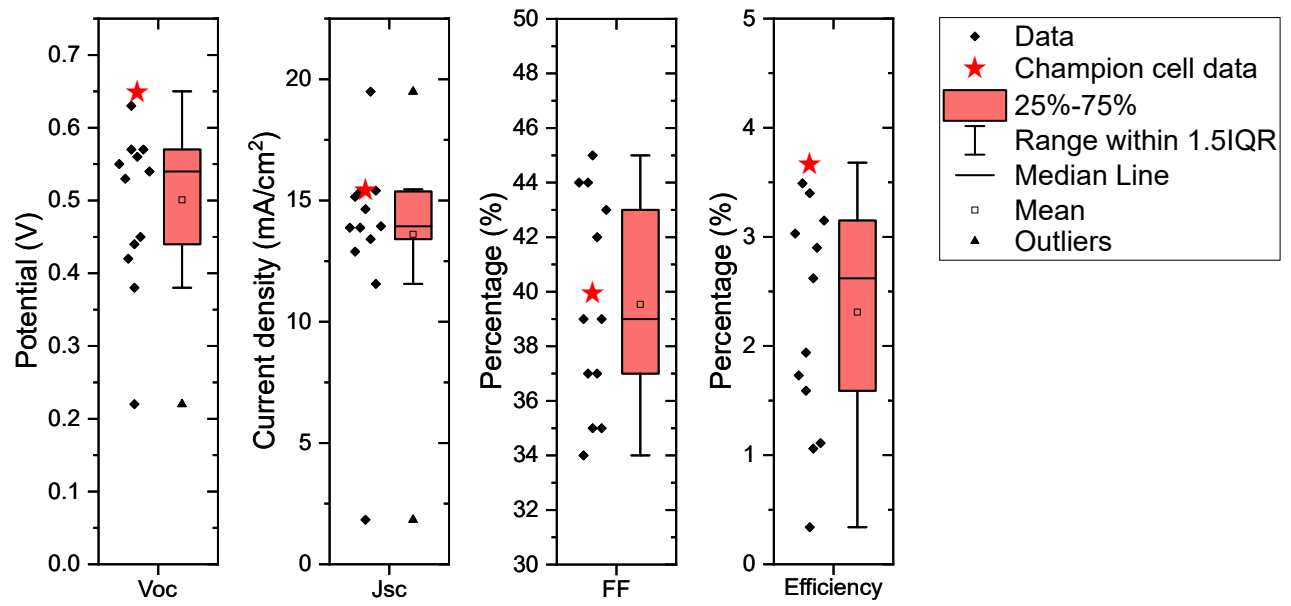 0.7
0.6
0.5
0.4
0.3
0.2
0.1
0.0
Potential (V)
Voc
20
15
10
5
0
Current density (mA/cm²)
Jsc
50
48
46
44
42
40
38
36
34
32
30
Percentage (%)
FF
5
4
3
2
1
0
Percentage (%)
Efficiency
Data
Champion cell data
25%-75%
Range within 1.5IQR
Median Line
Mean
Outliers